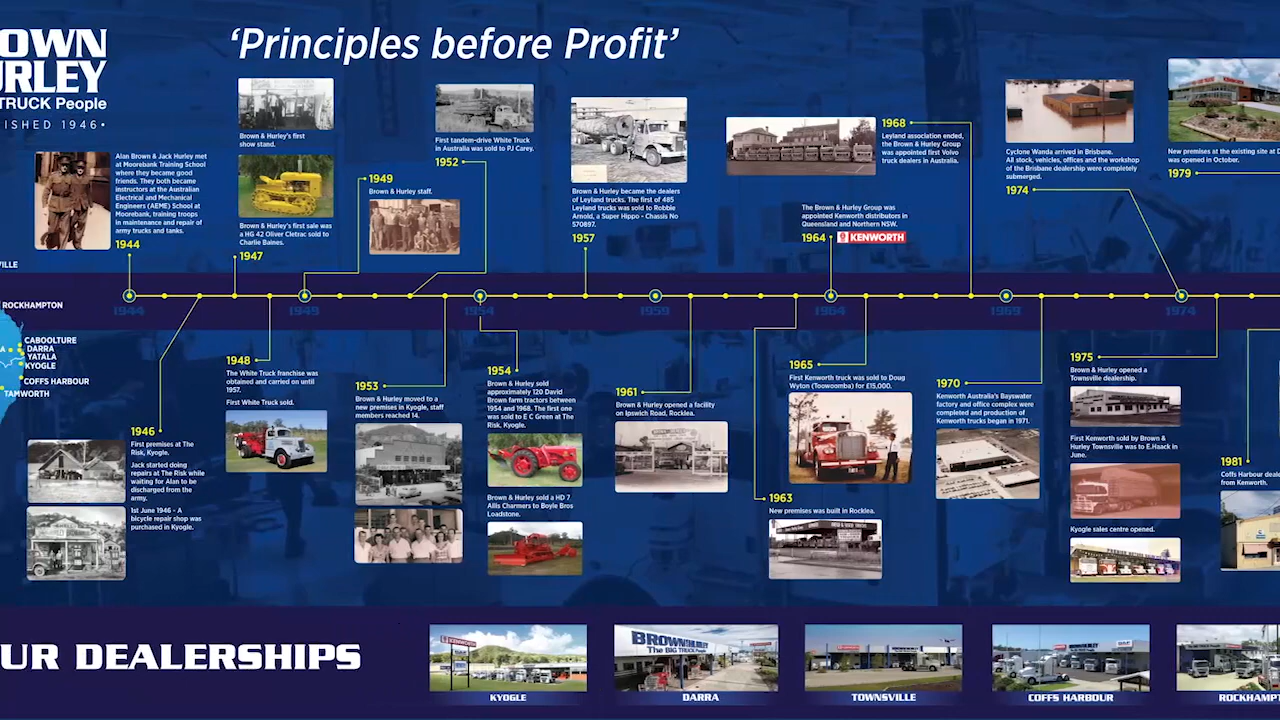 OWN
URLEY
TRUCK People
ISHED 1946•
'Principles before Profit'
Alan Brown & Jack Hurley met
at Moorebank Training School
where they became good
friends. They both became
instructors at the Australian
Electrical and Mechanical
Engineers (AEME) School at
Moorebank, training troops
in maintenance and repair of
army trucks and tanks.
1944
Brown & Hurley's first
show stand.
Brown & Hurley's first sale was
a HG 42 Oliver Cletrac sold to
Charlie Baines.
1947
1949
Brown & Hurley staff.
First tandem-drive White Truck
in Australia was sold to PJ Carey.
1952
Brown & Hurley became the dealers
of Leyland trucks. The first of 485
Leyland trucks was sold to Robbie
Arnold, a Super Hippo - Chassis No
570897.
1957
1968
Leyland association ended,
the Brown & Hurley Group
was appointed first Volvo
truck dealers in Australia.
The Brown & Hurley Group was
appointed Kenworth distributors in
Queensland and Northern NSW.
1964
KENWORTH
Cyclone Wanda arrived in Brisbane.
All stock, vehicles, offices and the workshop
of the Brisbane dealership were completely
submerged.
1974
New premises at the existing site at D
was opened in October.
1979
VILLE
ROCKHAMPTON
CABOOLTURE
A
DARRA
YATALA
KYOGLE
COFFS HARBOUR
TAMWORTH
1944
1949
1954
1959
1964
1969
1974
1946
First premises at The
Risk, Kyogle.
Jack started doing
repairs at The Risk while
waiting for Alan to be
discharged from the
army.
1st June 1946 - A
bicycle repair shop was
purchased in Kyogle.
1948
The White Truck franchise was
obtained and carried on until
1957.
First White Truck sold.
1953
Brown & Hurley moved to a
new premises in Kyogle, staff
members reached 14.
1954
Brown & Hurley sold
approximately 120 David
Brown farm tractors between
1954 and 1968. The first one
was sold to E C Green at The
Risk, Kyogle.
Brown & Hurley sold a HD 7
Allis Charmers to Boyle Bros
Loadstone.
1961
Brown & Hurley opened a facility
on Ipswich Road, Rocklea.
1963
New premises was built in Rocklea.
1965
First Kenworth truck was sold to Doug
Wyton (Toowoomba) for £15,000.
1970
Kenworth Australia's Bayswater
factory and office complex were
completed and production of
Kenworth trucks began in 1971.
1975
Brown & Hurley opened a
Townsville dealership.
First Kenworth sold by Brown &
Hurley Townsville was to E.Haack in
June.
Kyogle sales centre opened.
1981
Coffs Harbour deale
from Kenworth.
UR DEALERSHIPS
BROWN HURLEY
The BIG TRUCK People
KYOGLE
DARRA
TOWNSVILLE
COFFS HARBOUR
ROCKHAMPT